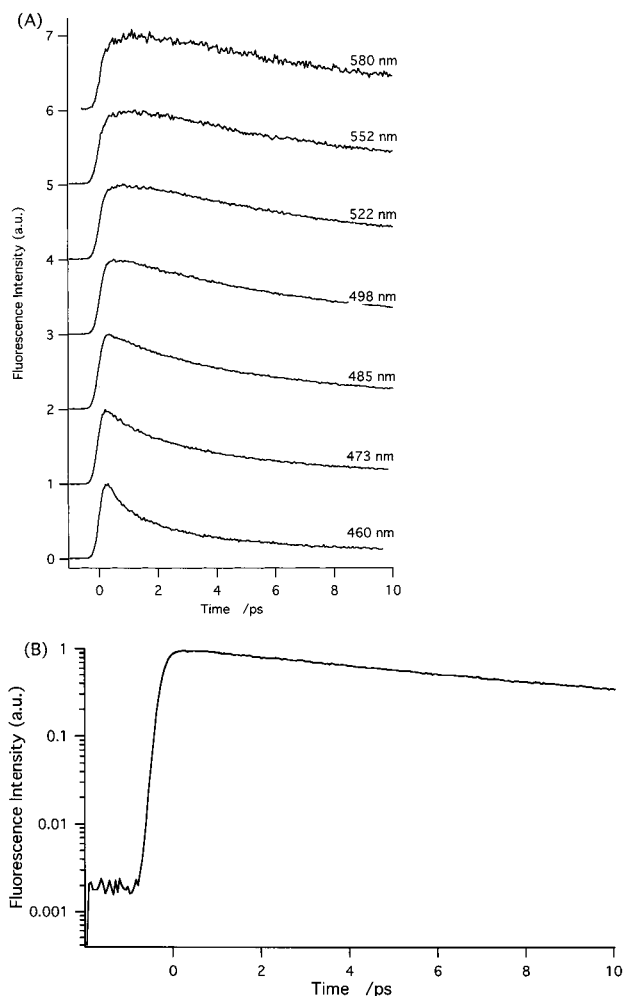 (A)
7
6
5
4
3
2
1
0
Fluorescence Intensity (a.u.)
580 nm
552 nm
522 nm
498 nm
485 nm
473 nm
460 nm
0 2 4 6 8 10
Time /ps
(B)
1
0.1
0.01
0.001
Fluorescence Intensity (a.u.)
0 2 4 6 8 10
Time /ps